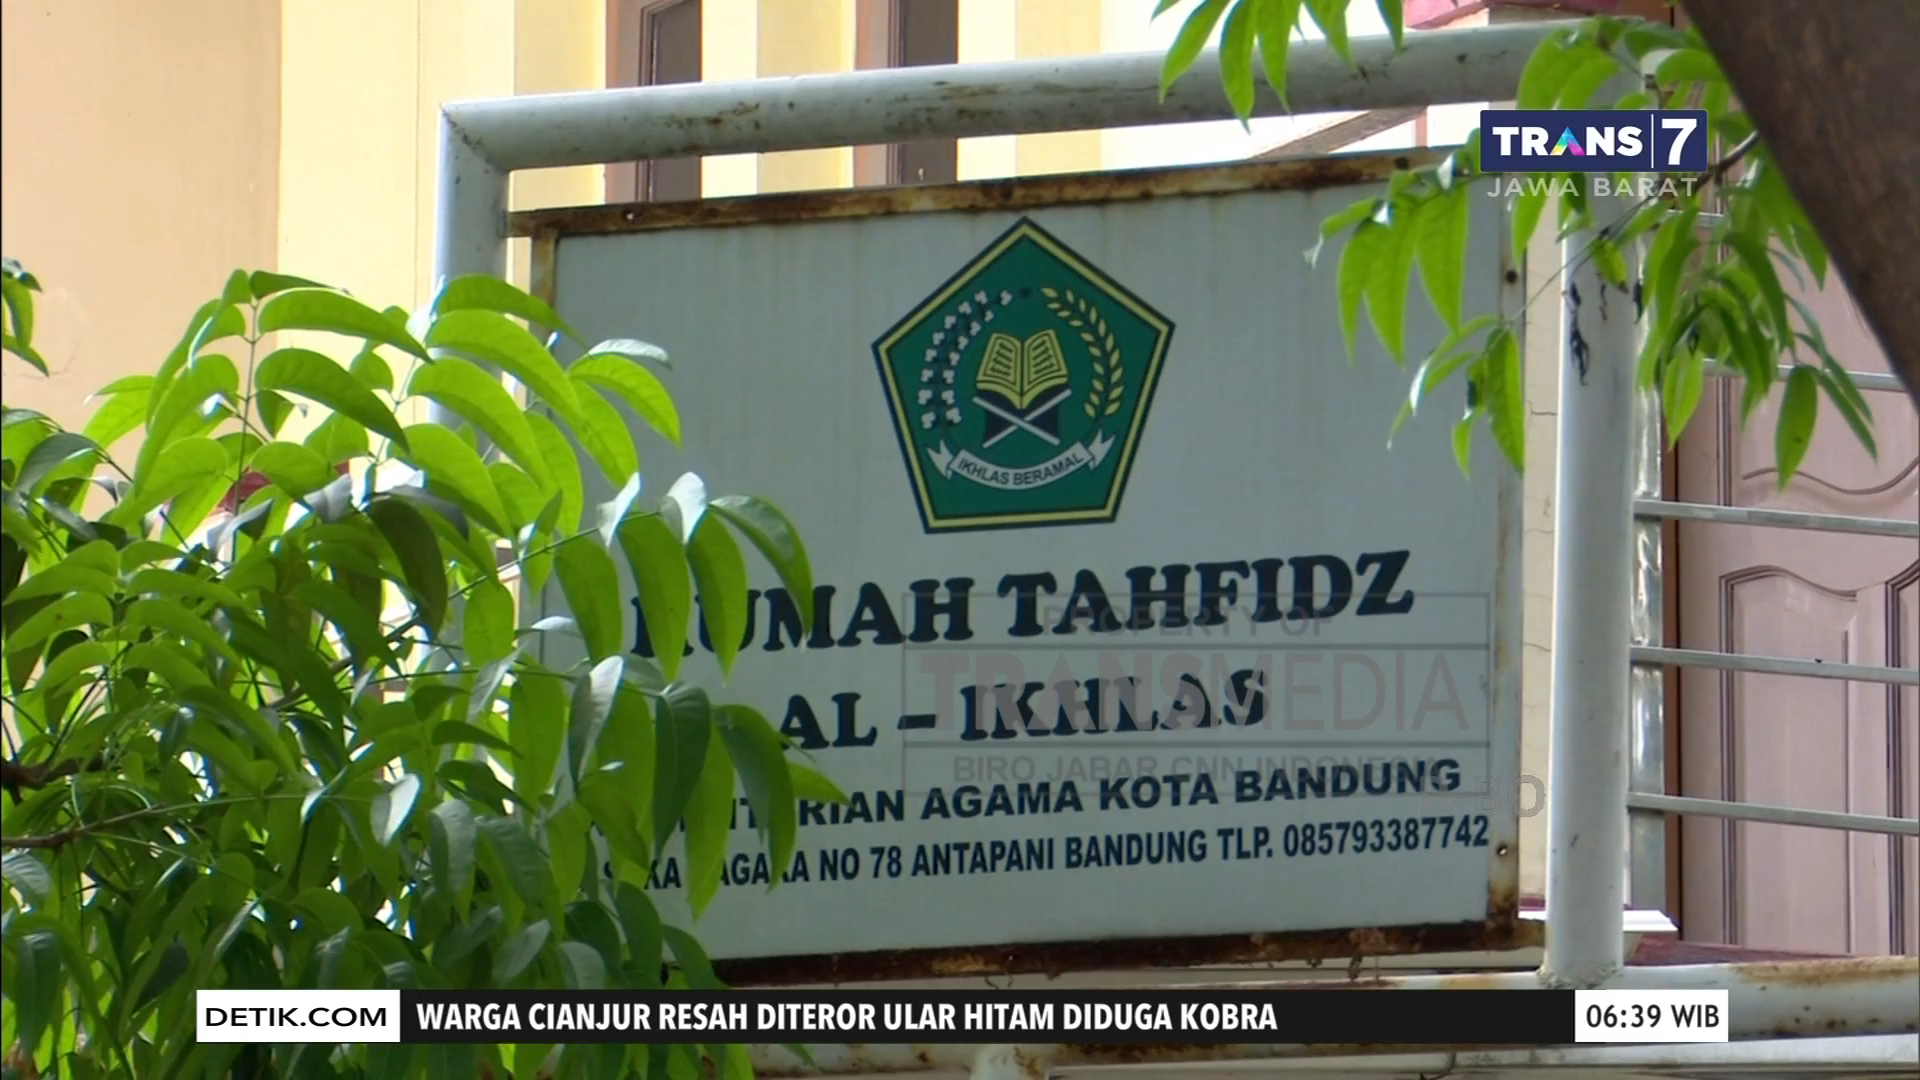 TRANS|7
JAWA BARAT
IKHLAS BERAMAL
RUMAH TAHFIDZ
AL – IKHLAS
AGAMA KOTA BANDUNG
NO 78 ANTAPANI BANDUNG TLP. 085793387742
PROPERTY OF
TRANSMEDIA
BIRO JABAR CNN INDONESIA
DETIK.COM WARGA CIANJUR RESAH DITEROR ULAR HITAM DIDUGA KOBRA 06:39 WIB